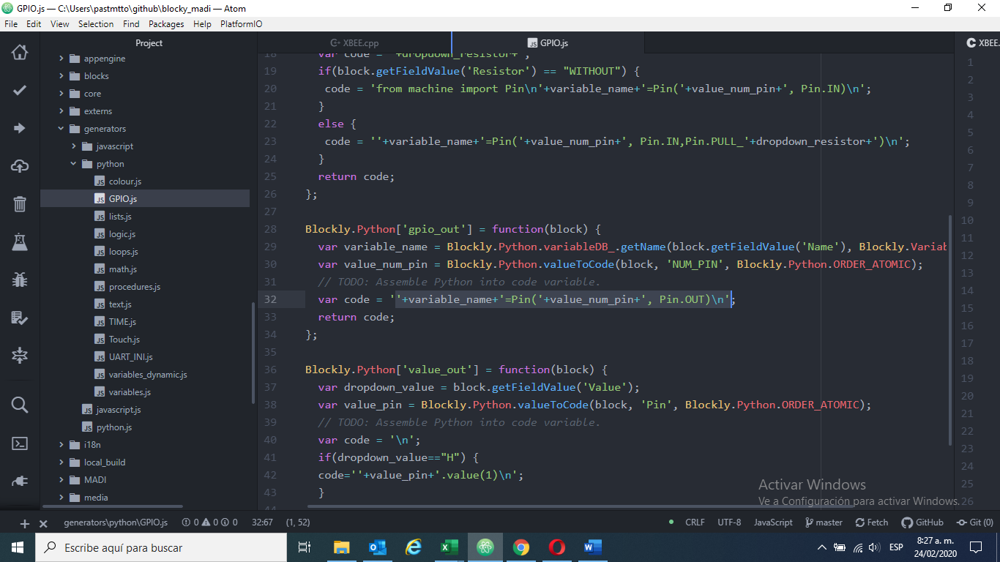 GPIO.js — C:\Users\pastmtto\github\blocky_madi — Atom
File Edit View Selection Find Packages Help PlatformIO
Project
appengine
blocks
core
externs
generators
javascript
python
colour.js
GPIO.js
lists.js
logic.js
loops.js
math.js
procedures.js
text.js
TIME.js
Touch.js
UART_INI.js
variables_dynamic.js
variables.js
javascript.js
python.js
i18n
local_build
MADI
media
XBEE.cpp
GPIO.js
XBEE.
18 var code = ''+dropdown_resistor+'';
19 if(block.getFieldValue('Resistor') == "WITHOUT") {
20 code = 'from machine import Pin\n'+variable_name+'=Pin('+value_num_pin+', Pin.IN)\n';
21 }
22 else {
23 code = ''+variable_name+'=Pin('+value_num_pin+', Pin.IN,Pin.PULL_'+dropdown_resistor+')\n';
24 }
25 return code;
26 };
27
28 Blockly.Python['gpio_out'] = function(block) {
29 var variable_name = Blockly.Python.variableDB_.getName(block.getFieldValue('Name'), Blockly.Variab
30 var value_num_pin = Blockly.Python.valueToCode(block, 'NUM_PIN', Blockly.Python.ORDER_ATOMIC);
31 // TODO: Assemble Python into code variable.
32 var code = ''+variable_name+'=Pin('+value_num_pin+', Pin.OUT)\n';
33 return code;
34 };
35
36 Blockly.Python['value_out'] = function(block) {
37 var dropdown_value = block.getFieldValue('Value');
38 var value_pin = Blockly.Python.valueToCode(block, 'Pin', Blockly.Python.ORDER_ATOMIC);
39 // TODO: Assemble Python into code variable.
40 var code = '\n';
41 if(dropdown_value=="H") {
42 code=''+value_pin+'.value(1)\n';
43 }
44
1
2
3
4
5
6
7
8
9
10
11
12
13
14
15
16
17
18
19
20
21
22
23
24
25
26
Activar Windows
Ve a Configuración para activar Windows.
generators\python\GPIO.js 0 0 0 32:67 (1, 52) CRLF UTF-8 JavaScript master Fetch GitHub Git (0)
Escribe aquí para buscar
ESP
8:27 a. m.
24/02/2020